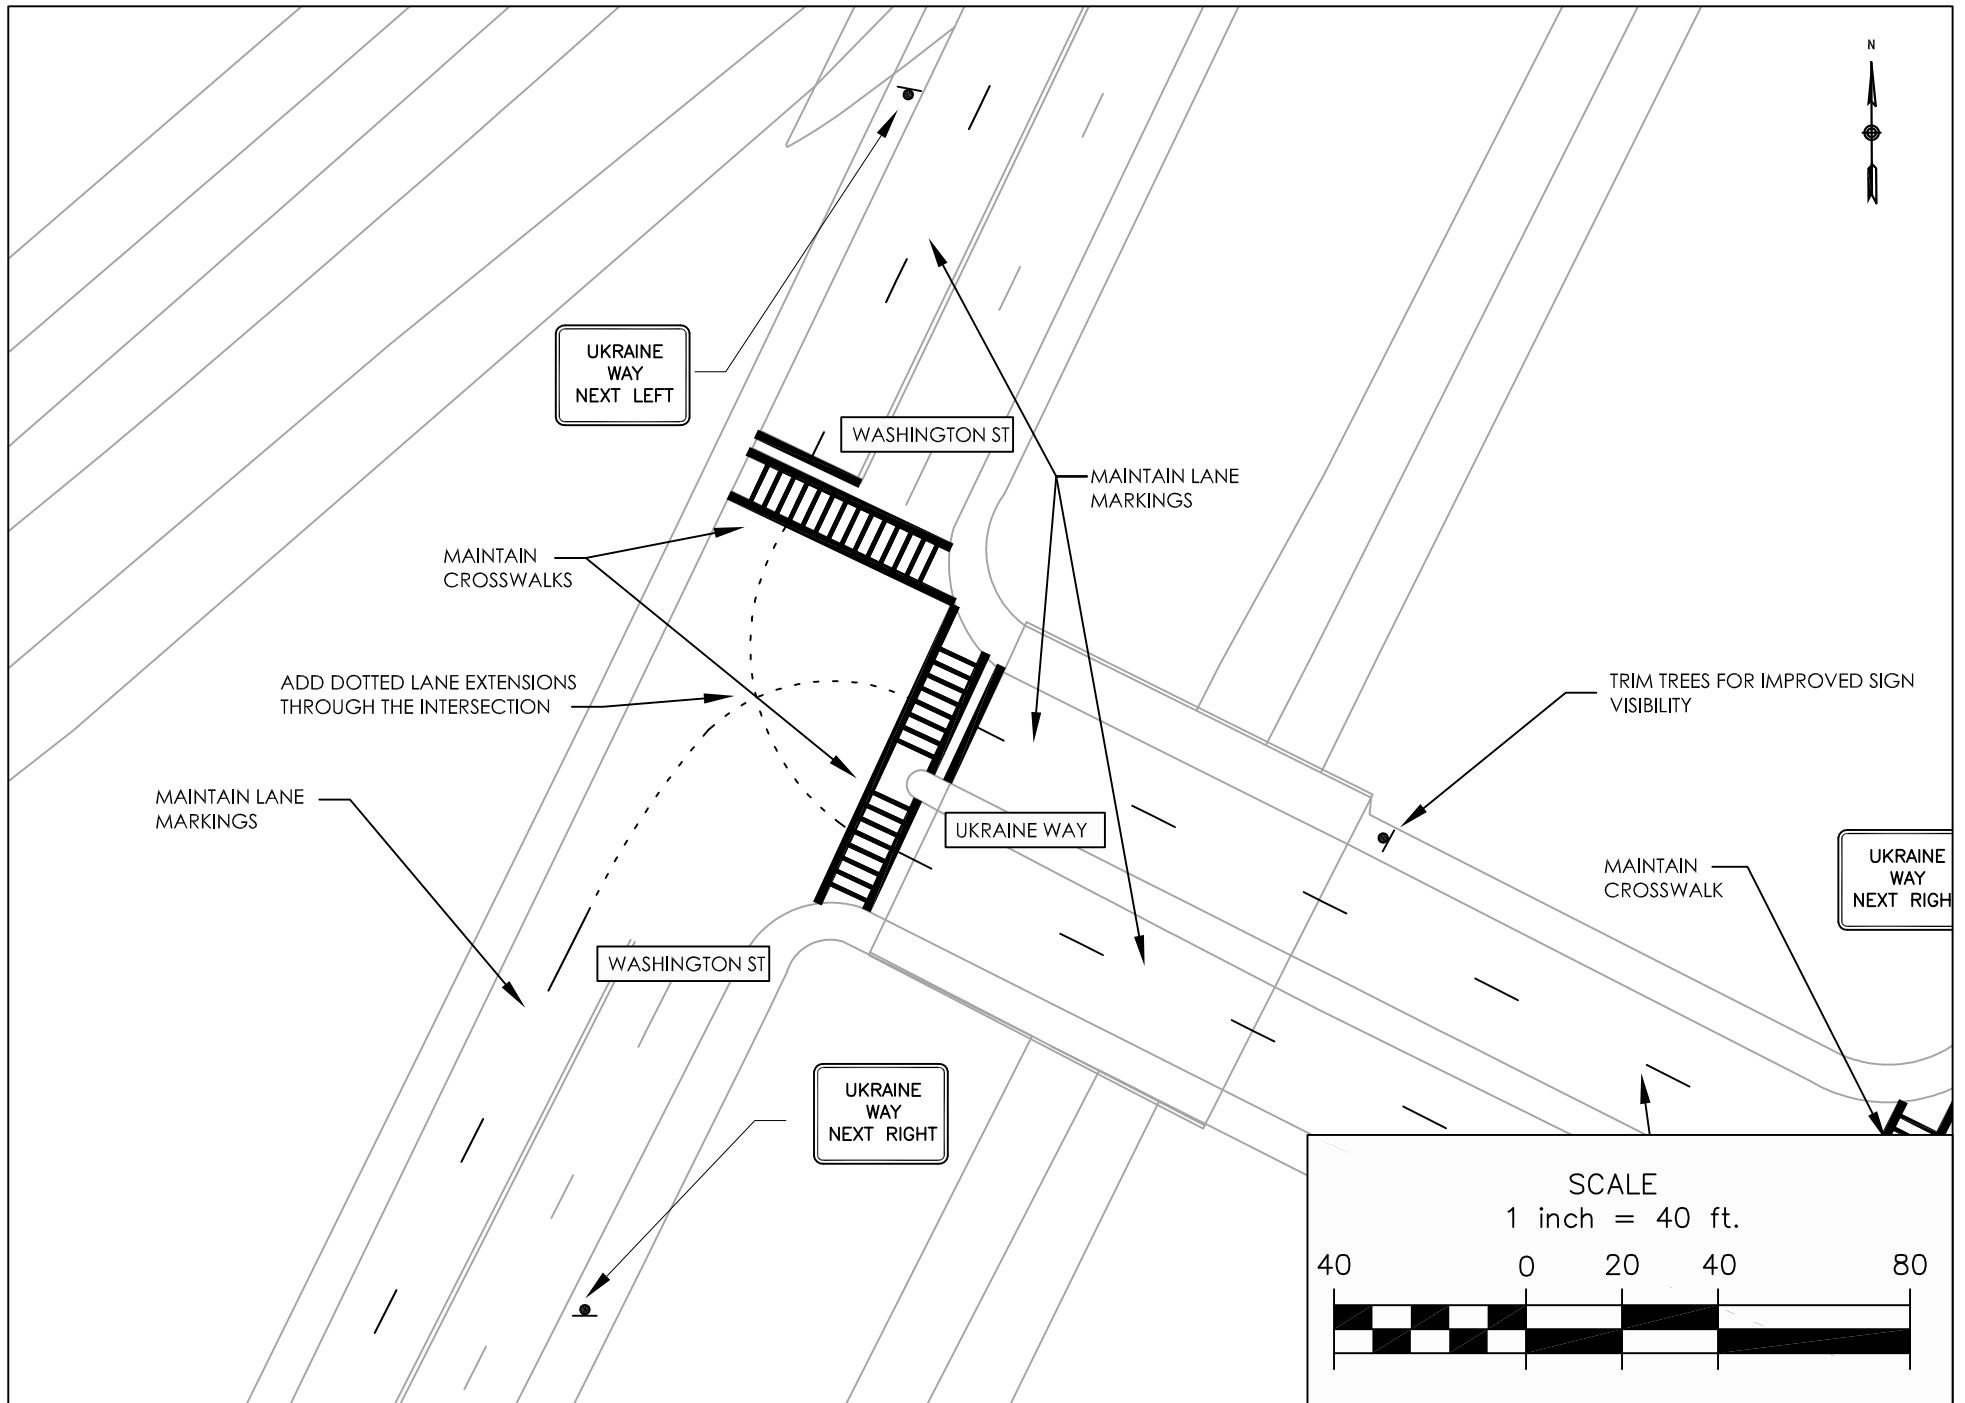 N
UKRAINE
WAY
NEXT LEFT
WASHINGTON ST
MAINTAIN LANE
MARKINGS
MAINTAIN
CROSSWALKS
ADD DOTTED LANE EXTENSIONS
THROUGH THE INTERSECTION
TRIM TREES FOR IMPROVED SIGN
VISIBILITY
MAINTAIN LANE
MARKINGS
UKRAINE WAY
MAINTAIN
CROSSWALK
UKRAINE
WAY
NEXT RIGH
WASHINGTON ST
UKRAINE
WAY
NEXT RIGHT
SCALE
1 inch = 40 ft.
40 0 20 40 80